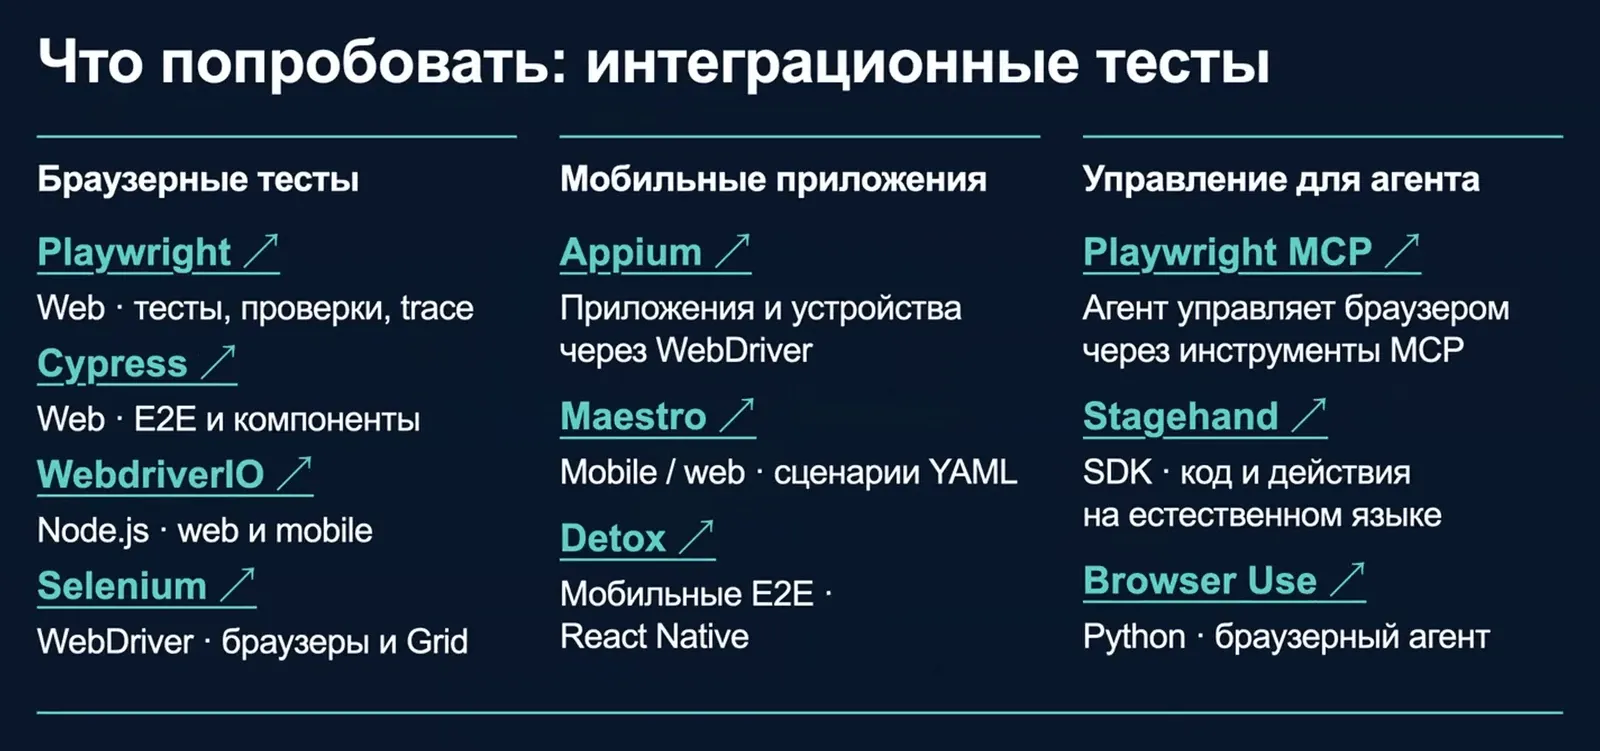 Что попробовать: интеграционные тесты
Браузерные тесты
Playwright ↗
Web · тесты, проверки, trace
Cypress ↗
Web · E2E и компоненты
WebdriverIO ↗
Node.js · web и mobile
Selenium ↗
WebDriver · браузеры и Grid
Мобильные приложения
Appium ↗
Приложения и устройства
через WebDriver
Maestro ↗
Mobile / web · сценарии YAML
Detox ↗
Мобильные E2E ·
React Native
Управление для агента
Playwright MCP ↗
Агент управляет браузером
через инструменты MCP
Stagehand ↗
SDK · код и действия
на естественном языке
Browser Use ↗
Python · браузерный агент